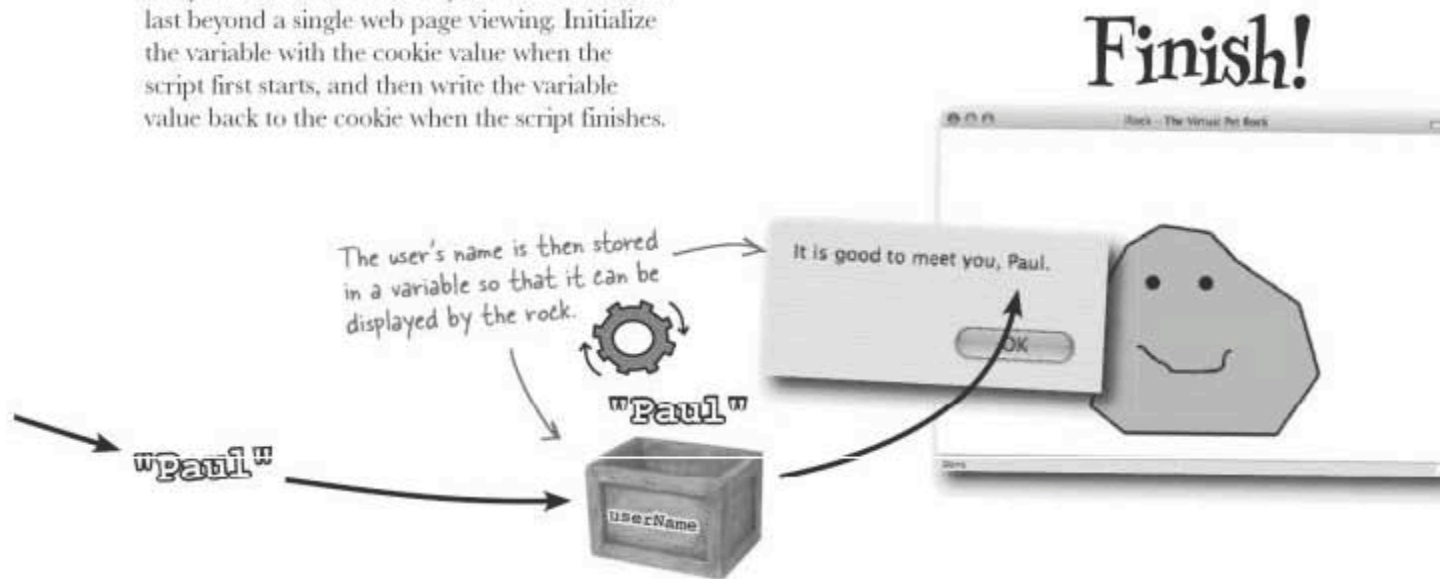 last beyond a single web page viewing. Initialize
the variable with the cookie value when the
script first starts, and then write the variable
value back to the cookie when the script finishes.
Finish!
iRock - The Virtual Pet Rock
The user's name is then stored
in a variable so that it can be
displayed by the rock.
It is good to meet you, Paul.
OK
"Paul"
"Paul"
userName
Done